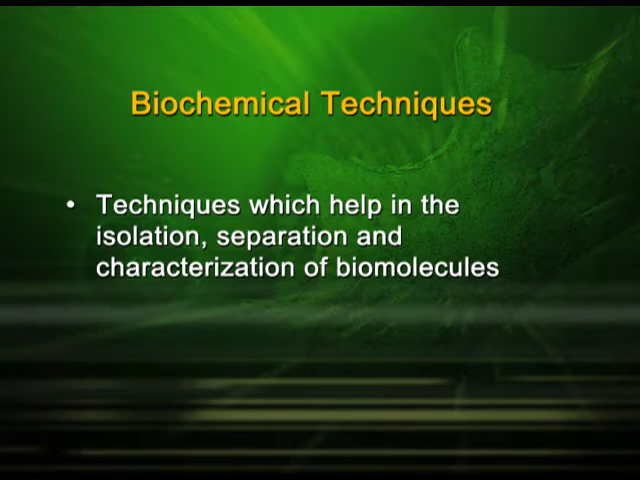 Biochemical Techniques
• Techniques which help in the
isolation, separation and
characterization of biomolecules